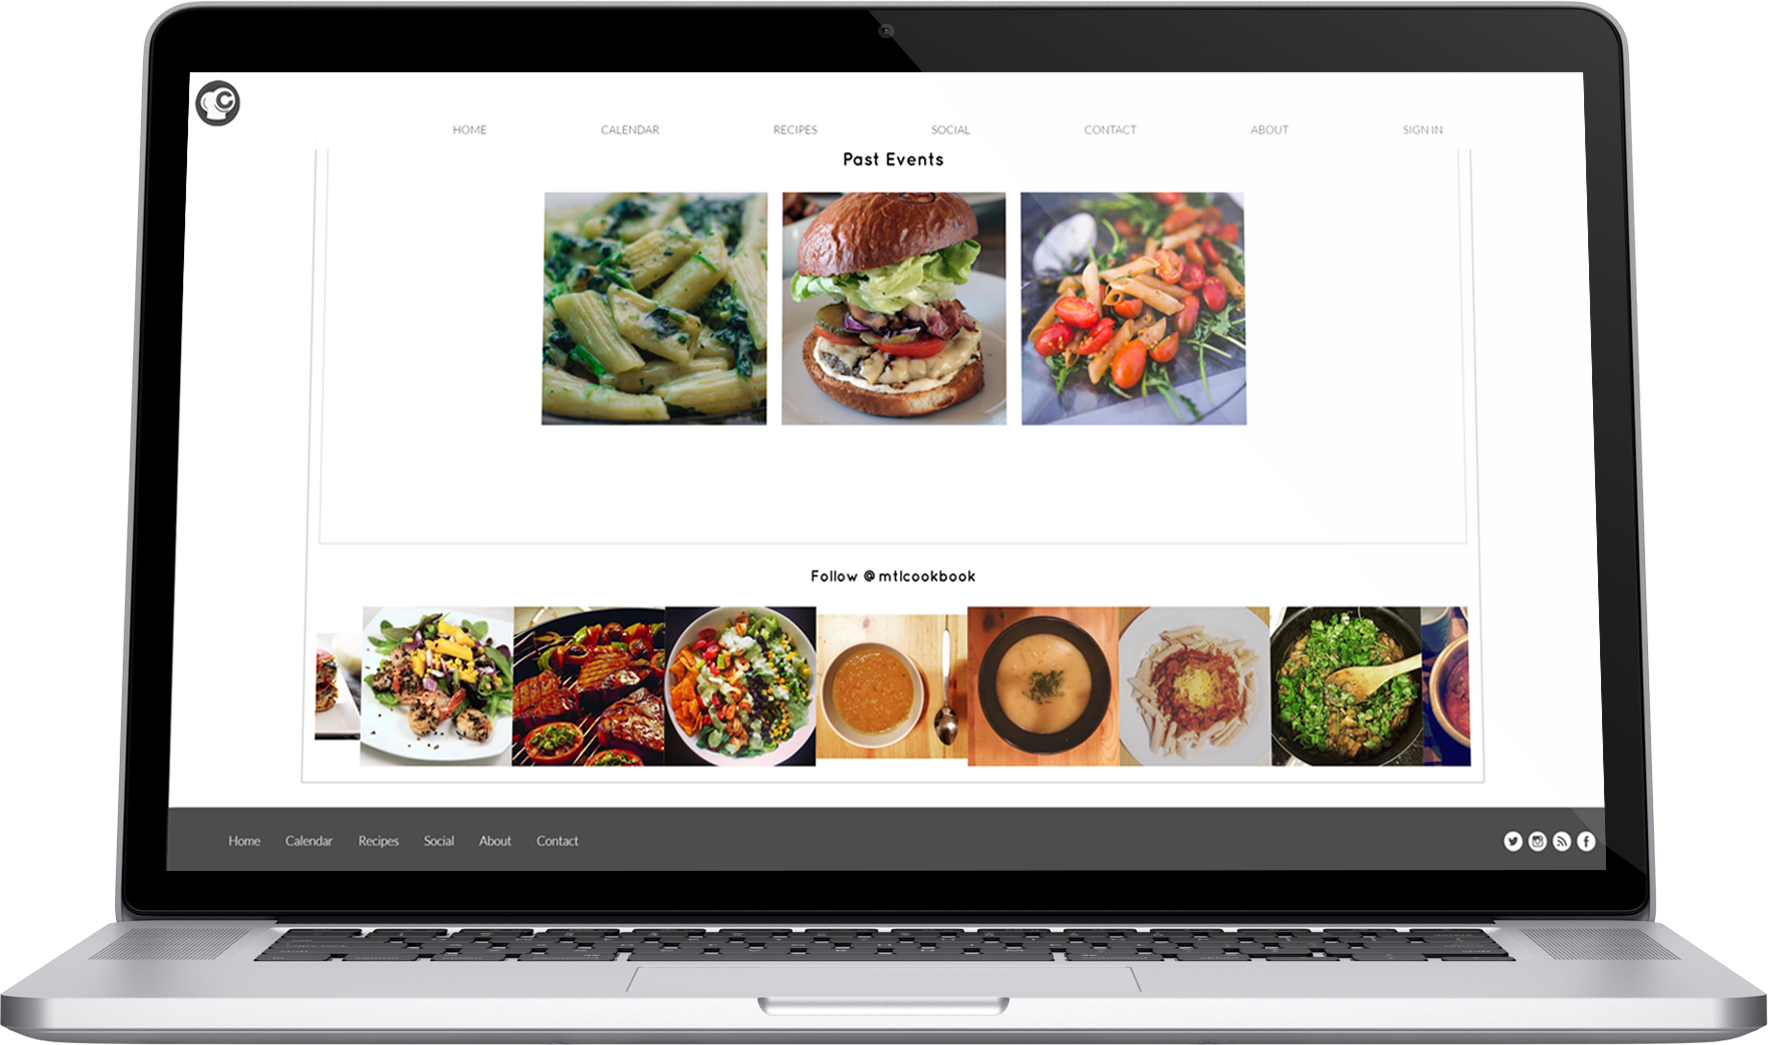 HOME CALENDAR RECIPES SOCIAL CONTACT ABOUT SIGN IN
Past Events
Follow @mtlcookbook
Home Calendar Recipes Social About Contact